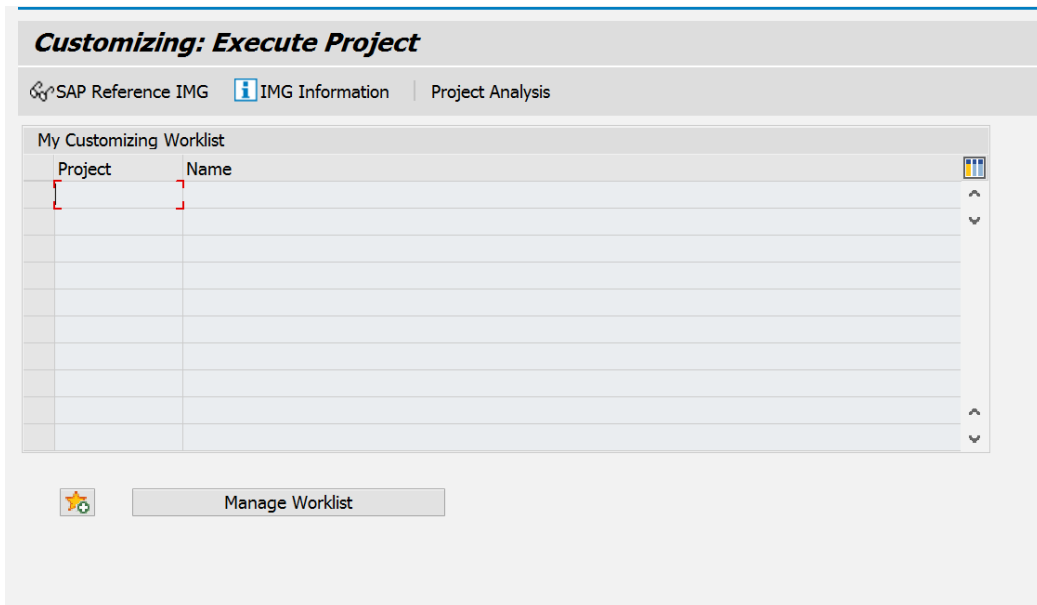 Customizing: Execute Project
SAP Reference IMG IMG Information Project Analysis
My Customizing Worklist
Project Name
Manage Worklist